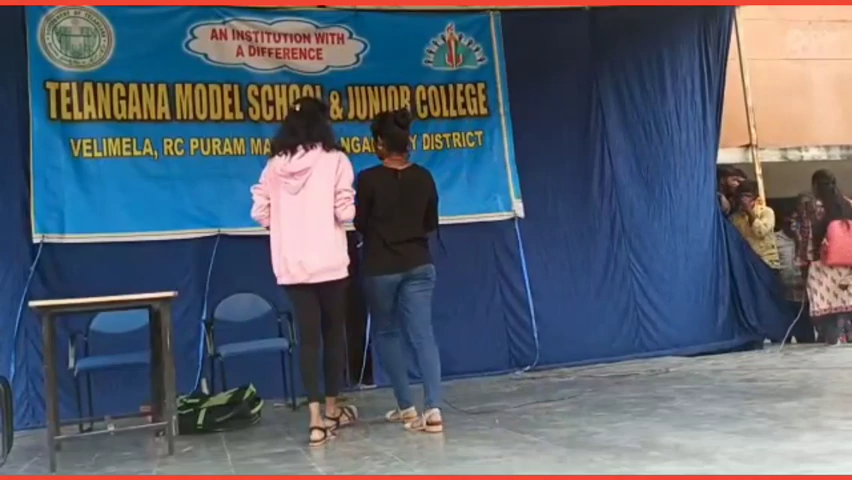 AN INSTITUTION WITH
A DIFFERENCE
TELANGANA MODEL SCHOOL & JUNIOR COLLEGE
VELIMELA, RC PURAM DISTRICT